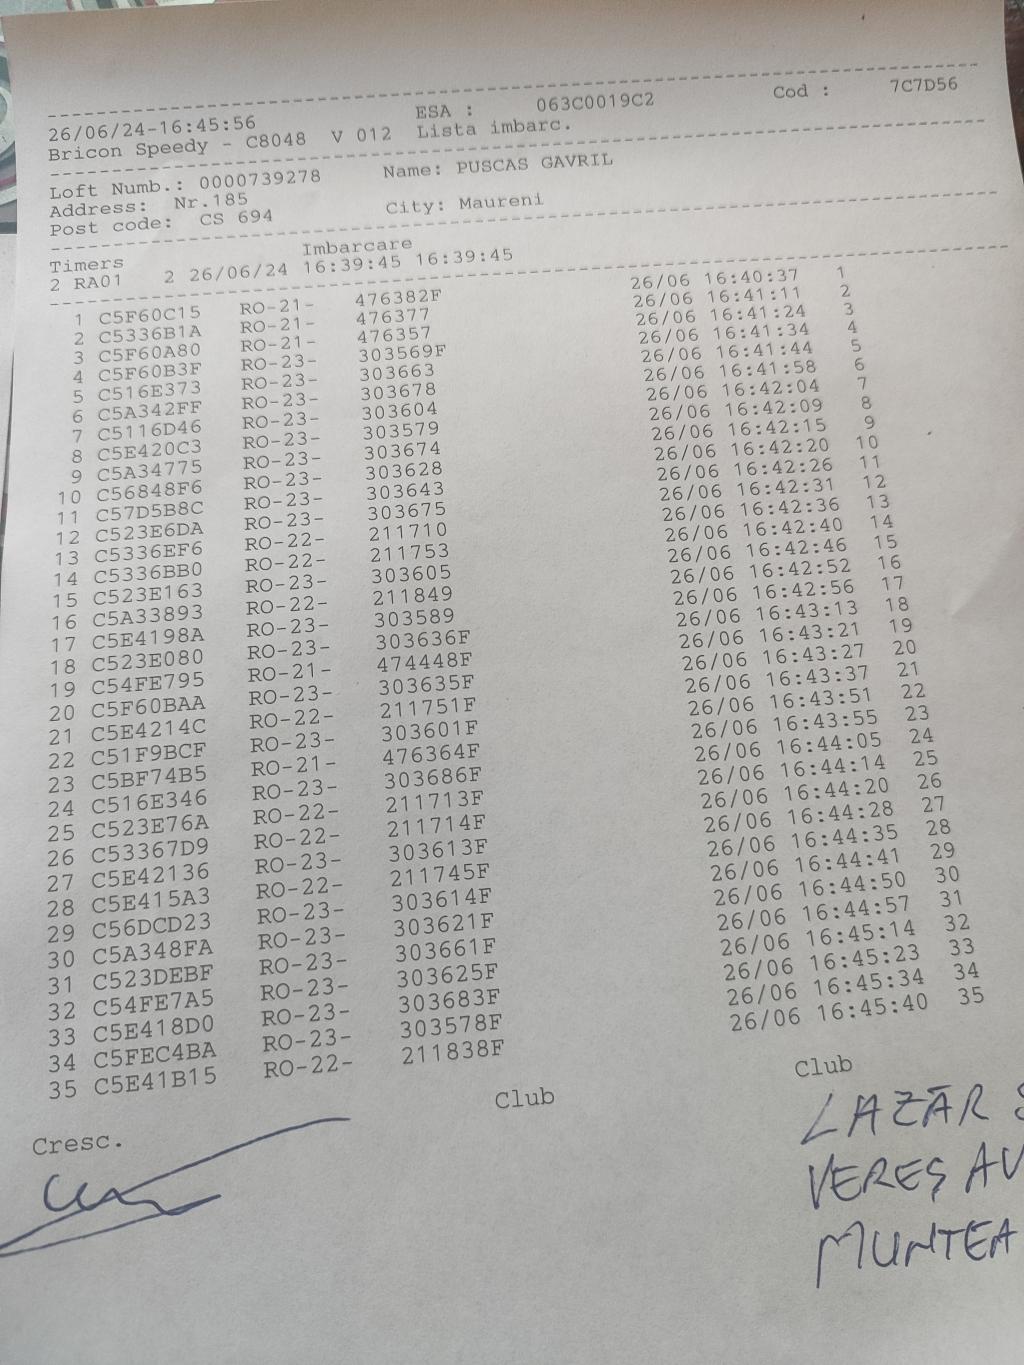 26/06/24-16:45:56 ESA : 063C0019C2 Cod : 7C7D56
Bricon Speedy - C8048 V 012 Lista imbarc.
Loft Numb.: 0000739278 Name: PUSCAS GAVRIL
Address: Nr.185
Post code: CS 694 City: Maureni
Timers Imbarcare
2 RA01 2 26/06/24 16:39:45 16:39:45
1 C5F60C15 RO-21- 476382F 26/06 16:40:37 1
2 C5336B1A RO-21- 476377 26/06 16:41:11 2
3 C5F60A80 RO-21- 476357 26/06 16:41:24 3
4 C5F60B3F RO-23- 303569F 26/06 16:41:34 4
5 C516E373 RO-23- 303663 26/06 16:41:44 5
6 C5A342FF RO-23- 303678 26/06 16:41:58 6
7 C5116D46 RO-23- 303604 26/06 16:42:04 7
8 C5E420C3 RO-23- 303579 26/06 16:42:09 8
9 C5A34775 RO-23- 303674 26/06 16:42:15 9
10 C56848F6 RO-23- 303628 26/06 16:42:20 10
11 C57D5B8C RO-23- 303643 26/06 16:42:26 11
12 C523E6DA RO-23- 303675 26/06 16:42:31 12
13 C5336EF6 RO-22- 211710 26/06 16:42:36 13
14 C5336BB0 RO-22- 211753 26/06 16:42:40 14
15 C523E163 RO-23- 303605 26/06 16:42:46 15
16 C5A33893 RO-22- 211849 26/06 16:42:52 16
17 C5E4198A RO-23- 303589 26/06 16:42:56 17
18 C523E080 RO-23- 303636F 26/06 16:43:13 18
19 C54FE795 RO-21- 474448F 26/06 16:43:21 19
20 C5F60BAA RO-23- 303635F 26/06 16:43:27 20
21 C5E4214C RO-22- 211751F 26/06 16:43:37 21
22 C51F9BCF RO-23- 303601F 26/06 16:43:51 22
23 C5BF74B5 RO-21- 476364F 26/06 16:43:55 23
24 C516E346 RO-23- 303686F 26/06 16:44:05 24
25 C523E76A RO-22- 211713F 26/06 16:44:14 25
26 C53367D9 RO-22- 211714F 26/06 16:44:20 26
27 C5E42136 RO-23- 303613F 26/06 16:44:28 27
28 C5E415A3 RO-22- 211745F 26/06 16:44:35 28
29 C56DCD23 RO-23- 303614F 26/06 16:44:41 29
30 C5A348FA RO-23- 303621F 26/06 16:44:50 30
31 C523DEBF RO-23- 303661F 26/06 16:44:57 31
32 C54FE7A5 RO-23- 303625F 26/06 16:45:14 32
33 C5E418D0 RO-23- 303683F 26/06 16:45:23 33
34 C5FEC4BA RO-23- 303578F 26/06 16:45:34 34
35 C5E41B15 RO-22- 211838F 26/06 16:45:40 35
Cresc. Club Club
LAZĂR
VEREȘ AV
MUNTEA